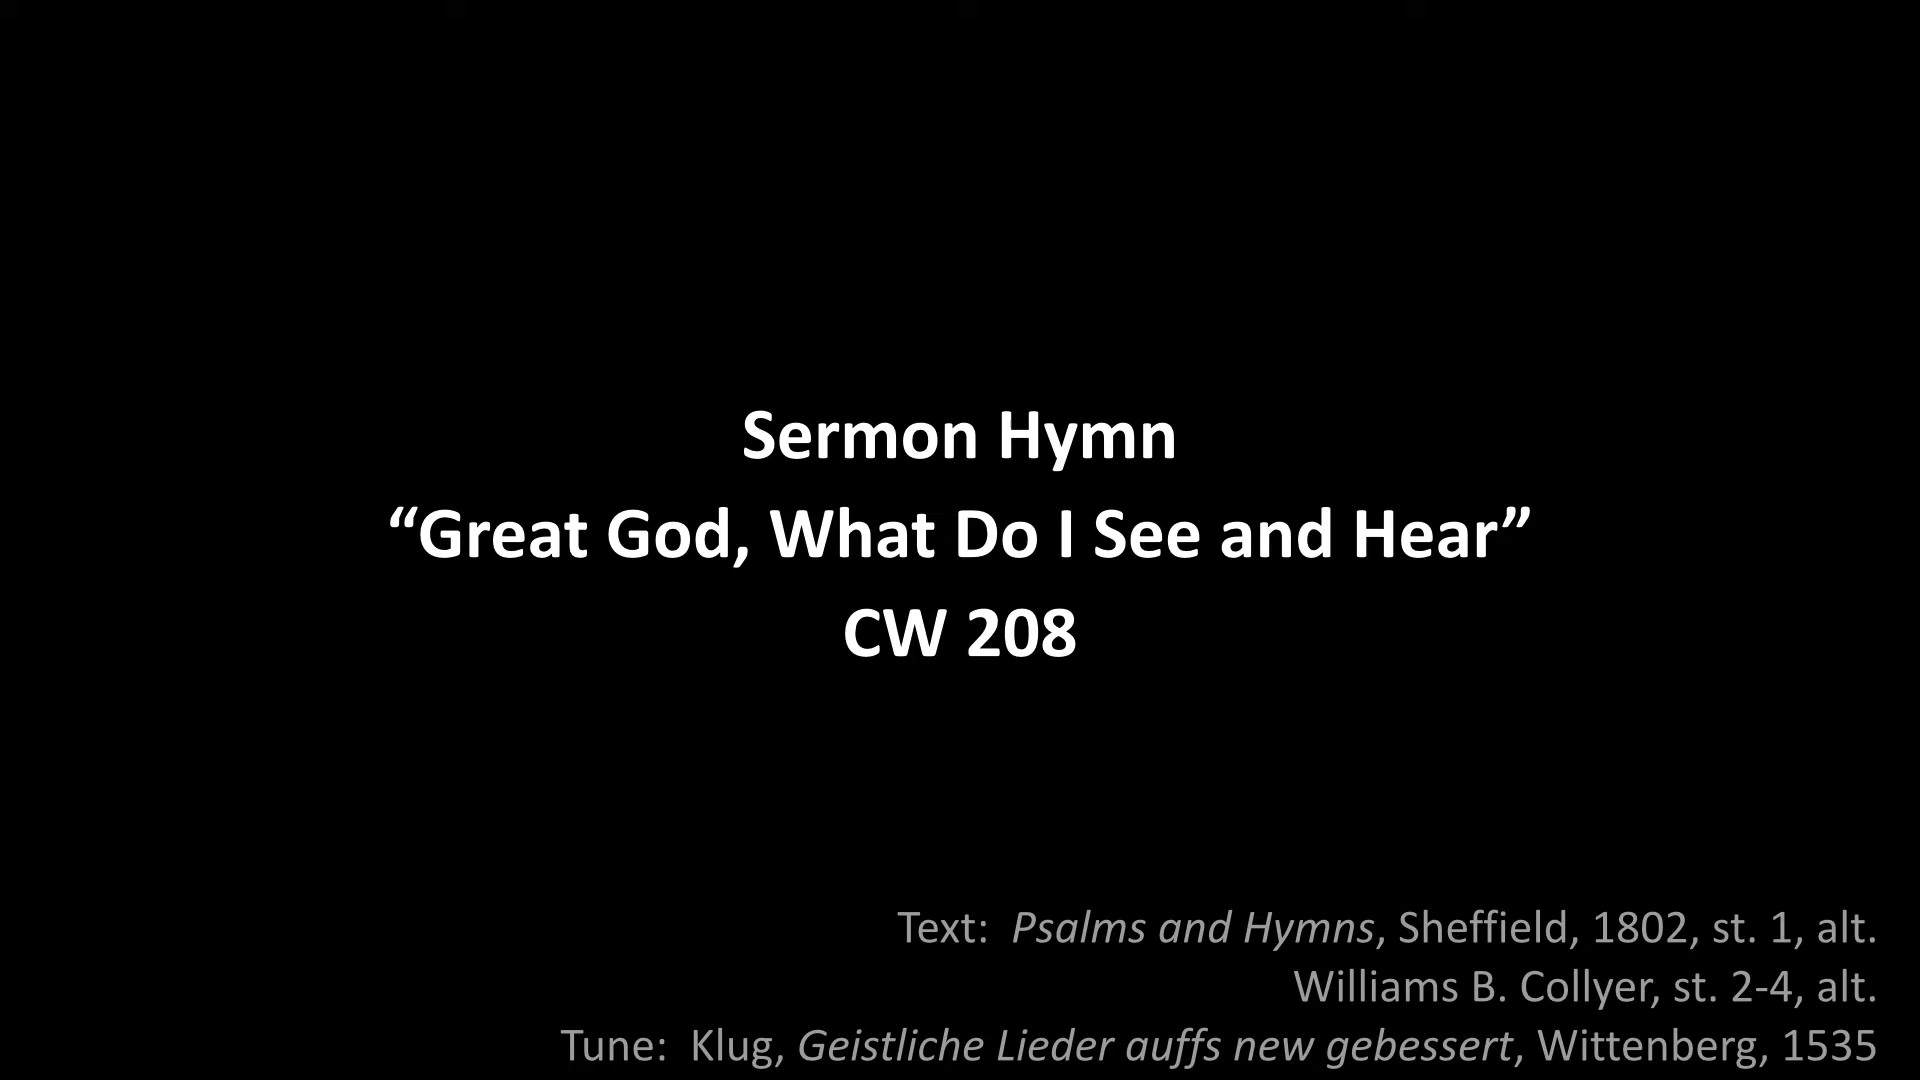 Sermon Hymn
“Great God, What Do I See and Hear”
CW 208
Text:  Psalms and Hymns, Sheffield, 1802, st. 1, alt.
Williams B. Collyer, st. 2-4, alt.
Tune:  Klug, Geistliche Lieder auffs new gebessert, Wittenberg, 1535